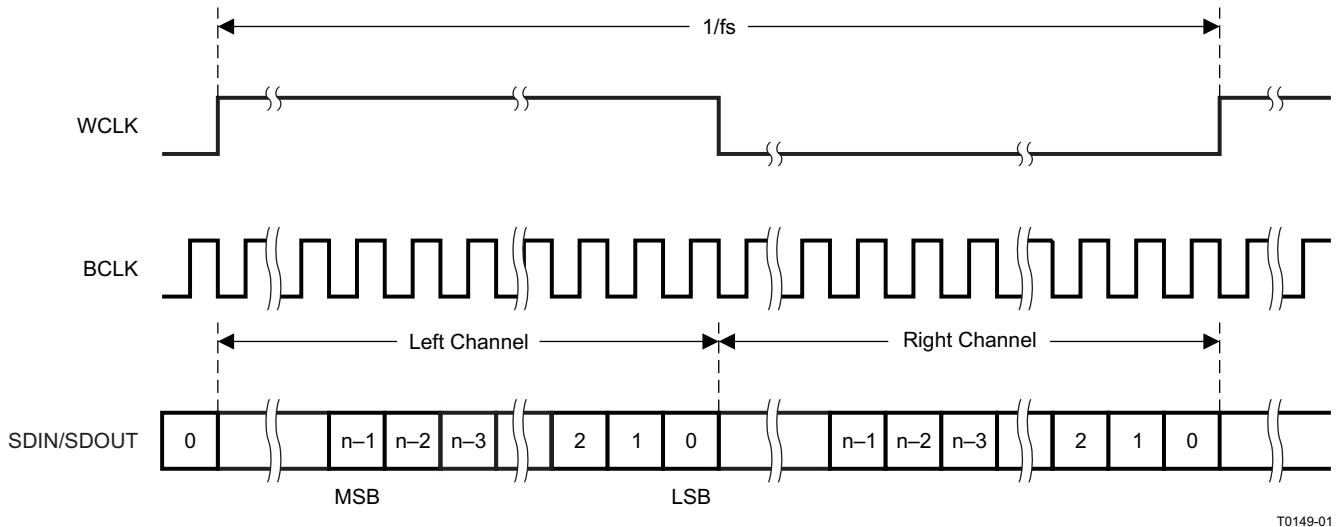 1/fs
WCLK
BCLK
Left Channel
Right Channel
SDIN/SDOUT 0 n–1 n–2 n–3 2 1 0 n–1 n–2 n–3 2 1 0
MSB LSB
T0149-01